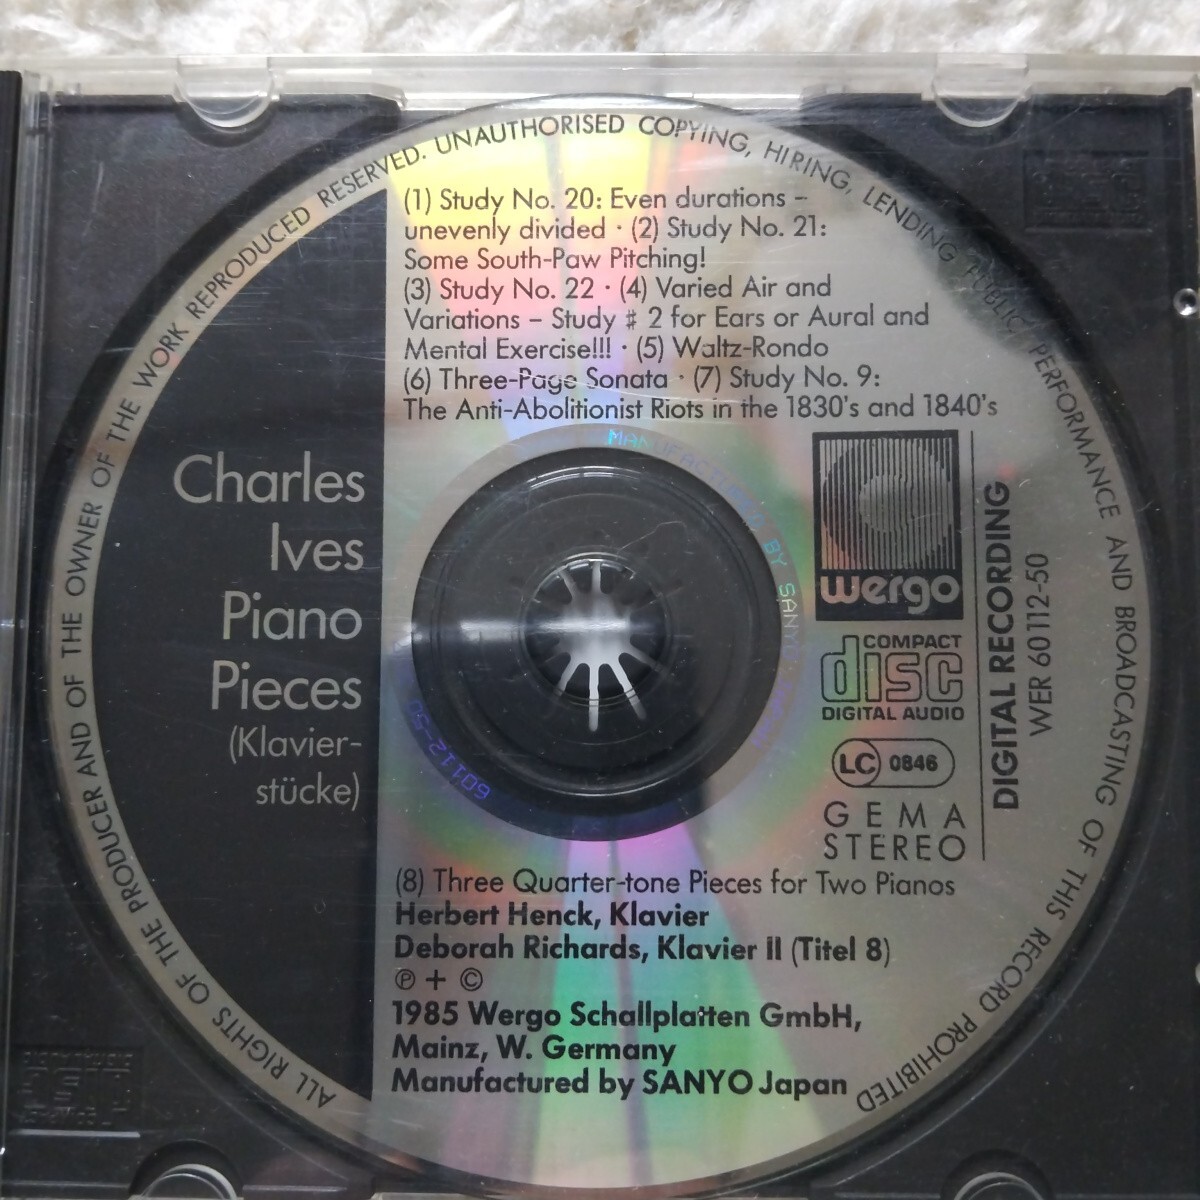 ALL RIGHTS OF THE PRODUCER AND OF THE OWNER OF THE WORK REPRODUCED RESERVED. UNAUTHORISED COPYING, HIRING, LENDING, PUBLIC PERFORMANCE AND BROADCASTING OF THIS RECORD PROHIBITED
(1) Study No. 20: Even durations –
unevenly divided · (2) Study No. 21:
Some South-Paw Pitching!
(3) Study No. 22 · (4) Varied Air and
Variations – Study ♯ 2 for Ears or Aural and
Mental Exercise!!! · (5) Waltz-Rondo
(6) Three-Page Sonata · (7) Study No. 9:
The Anti-Abolitionist Riots in the 1830's and 1840's
Charles
Ives
Piano
Pieces
(Klavier-
stücke)
MANUFACTURED BY SANYO
60112-50
wergo
COMPACT
disc
DIGITAL AUDIO
LC 0846
GEMA
STEREO
DIGITAL RECORDING
WER 60112-50
(8) Three Quarter-tone Pieces for Two Pianos
Herbert Henck, Klavier
Deborah Richards, Klavier II (Titel 8)
℗ + ©
1985 Wergo Schallplatten GmbH,
Mainz, W. Germany
Manufactured by SANYO Japan